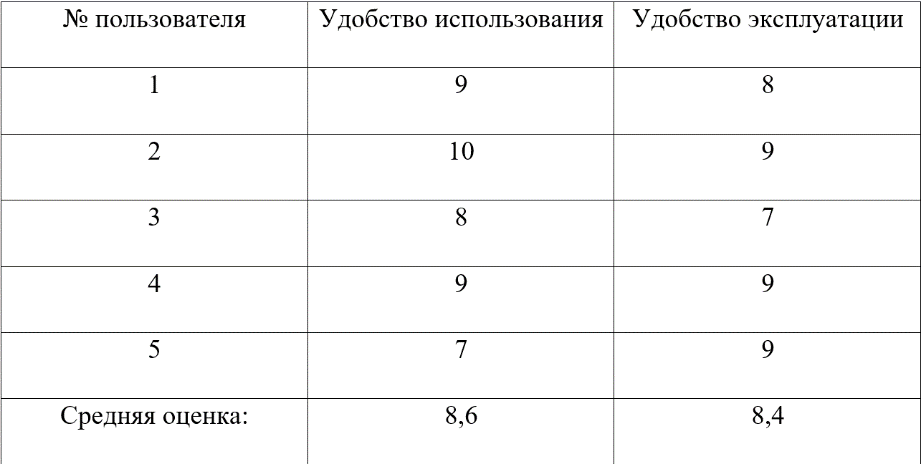 № пользователя Удобство использования Удобство эксплуатации
1 9 8
2 10 9
3 8 7
4 9 9
5 7 9
Средняя оценка: 8,6 8,4